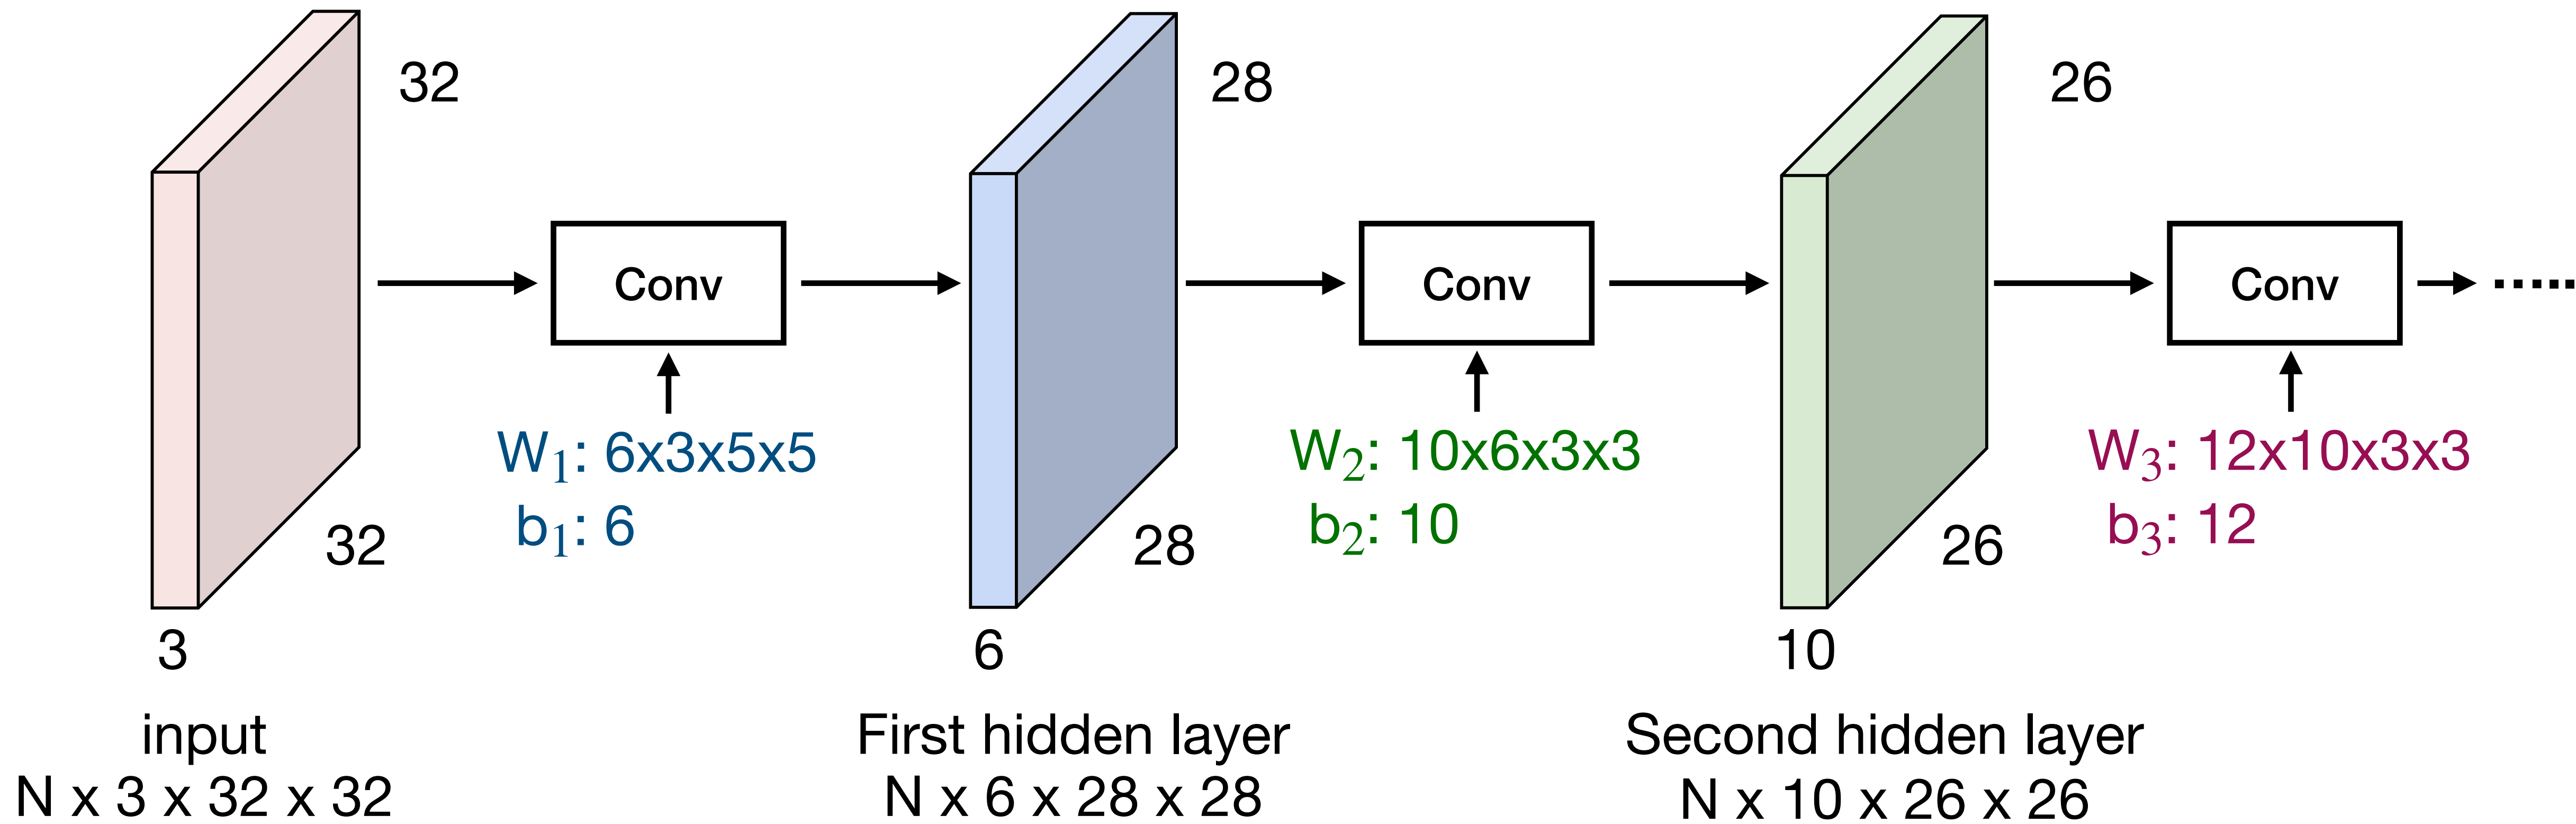 32
32
3
input
N x 3 x 32 x 32
Conv
W₁: 6x3x5x5
b₁: 6
28
28
6
First hidden layer
N x 6 x 28 x 28
Conv
W₂: 10x6x3x3
b₂: 10
26
26
10
Second hidden layer
N x 10 x 26 x 26
Conv
W₃: 12x10x3x3
b₃: 12
.....